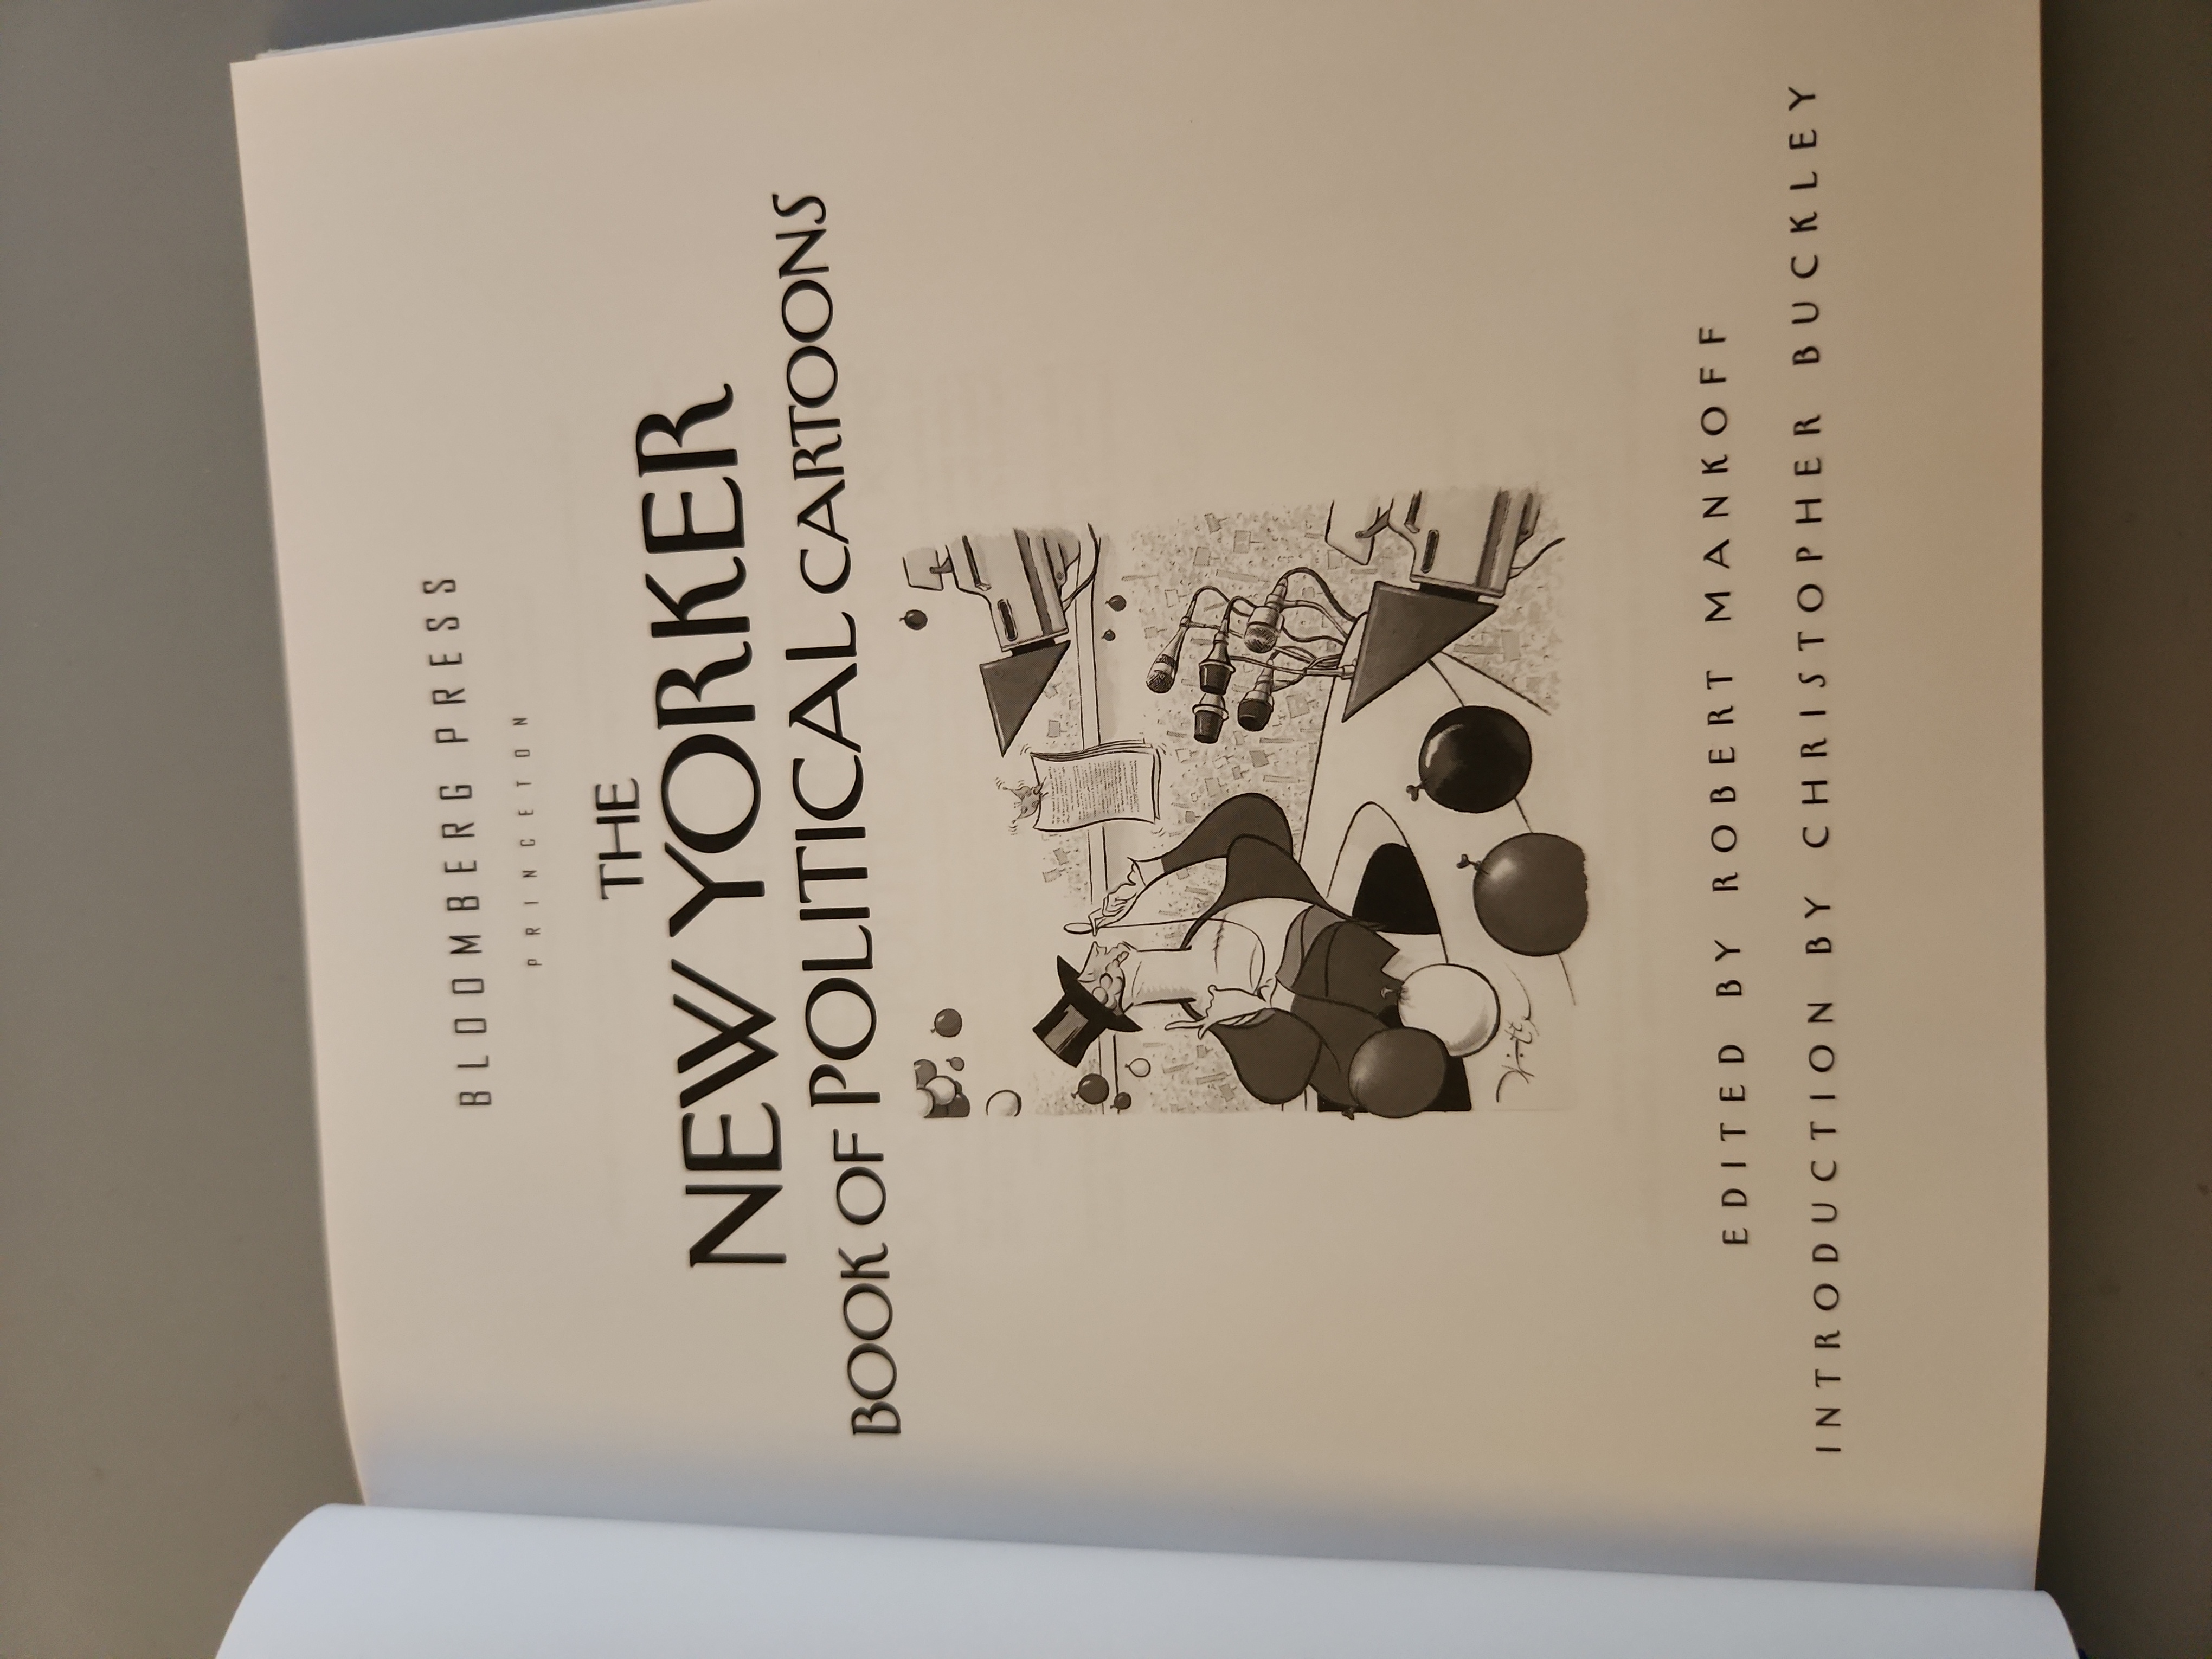 BLOOMBERG PRESS
PRINCETON
THE
NEW YORKER
BOOK OF POLITICAL CARTOONS
EDITED BY ROBERT MANKOFF
INTRODUCTION BY CHRISTOPHER BUCKLEY